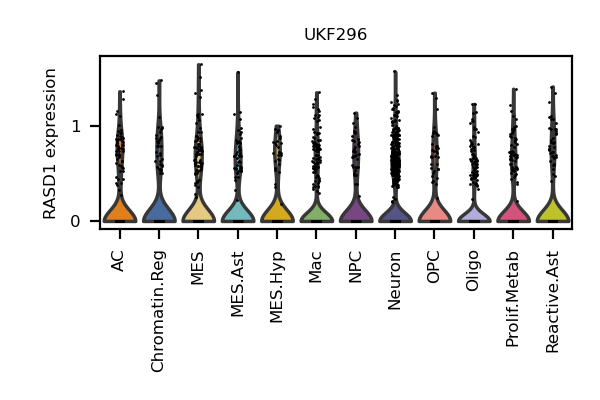 UKF296
RASD1 expression
1
0
AC
Chromatin.Reg
MES
MES.Ast
MES.Hyp
Mac
NPC
Neuron
OPC
Oligo
Prolif.Metab
Reactive.Ast